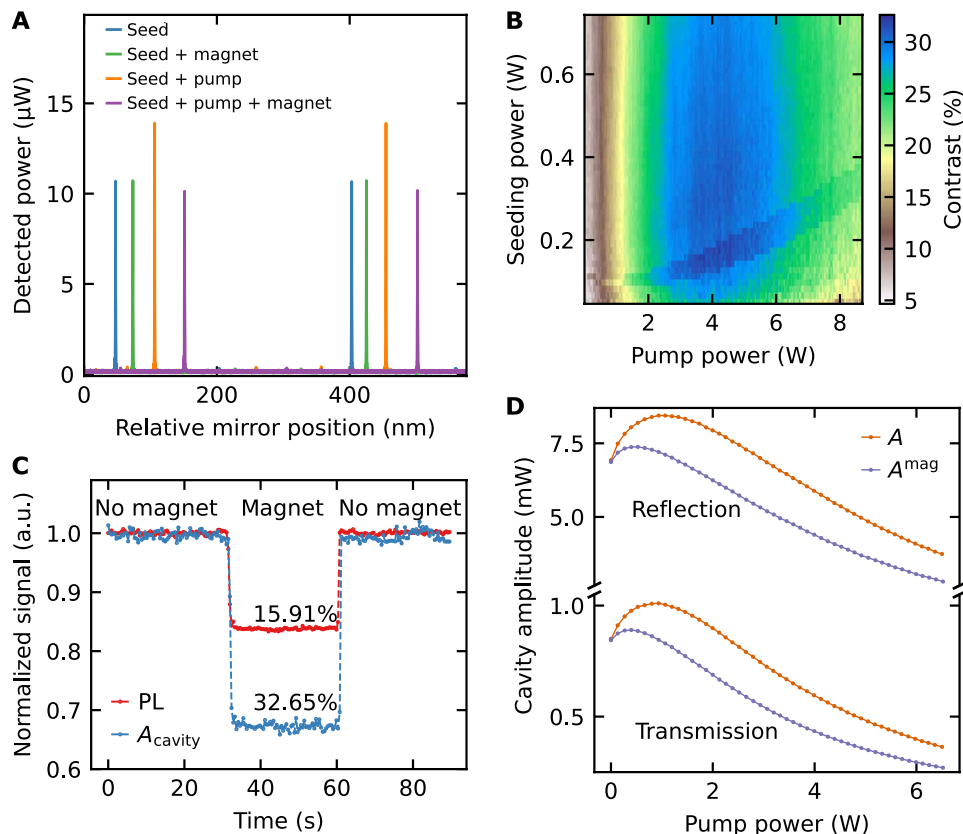 A
Seed
Seed + magnet
Seed + pump
Seed + pump + magnet
15
10
5
0
Detected power (µW)
0
200
400
Relative mirror position (nm)
B
0.6
0.4
0.2
Seeding power (W)
2
4
6
8
Pump power (W)
30
25
20
15
10
5
Contrast (%)
C
No magnet
Magnet
No magnet
1.0
0.9
0.8
0.7
0.6
Normalized signal (a.u.)
15.91%
32.65%
PL
A_cavity
0
20
40
60
80
Time (s)
D
A
A^mag
7.5
5.0
1.0
0.5
Cavity amplitude (mW)
Reflection
Transmission
0
2
4
6
Pump power (W)